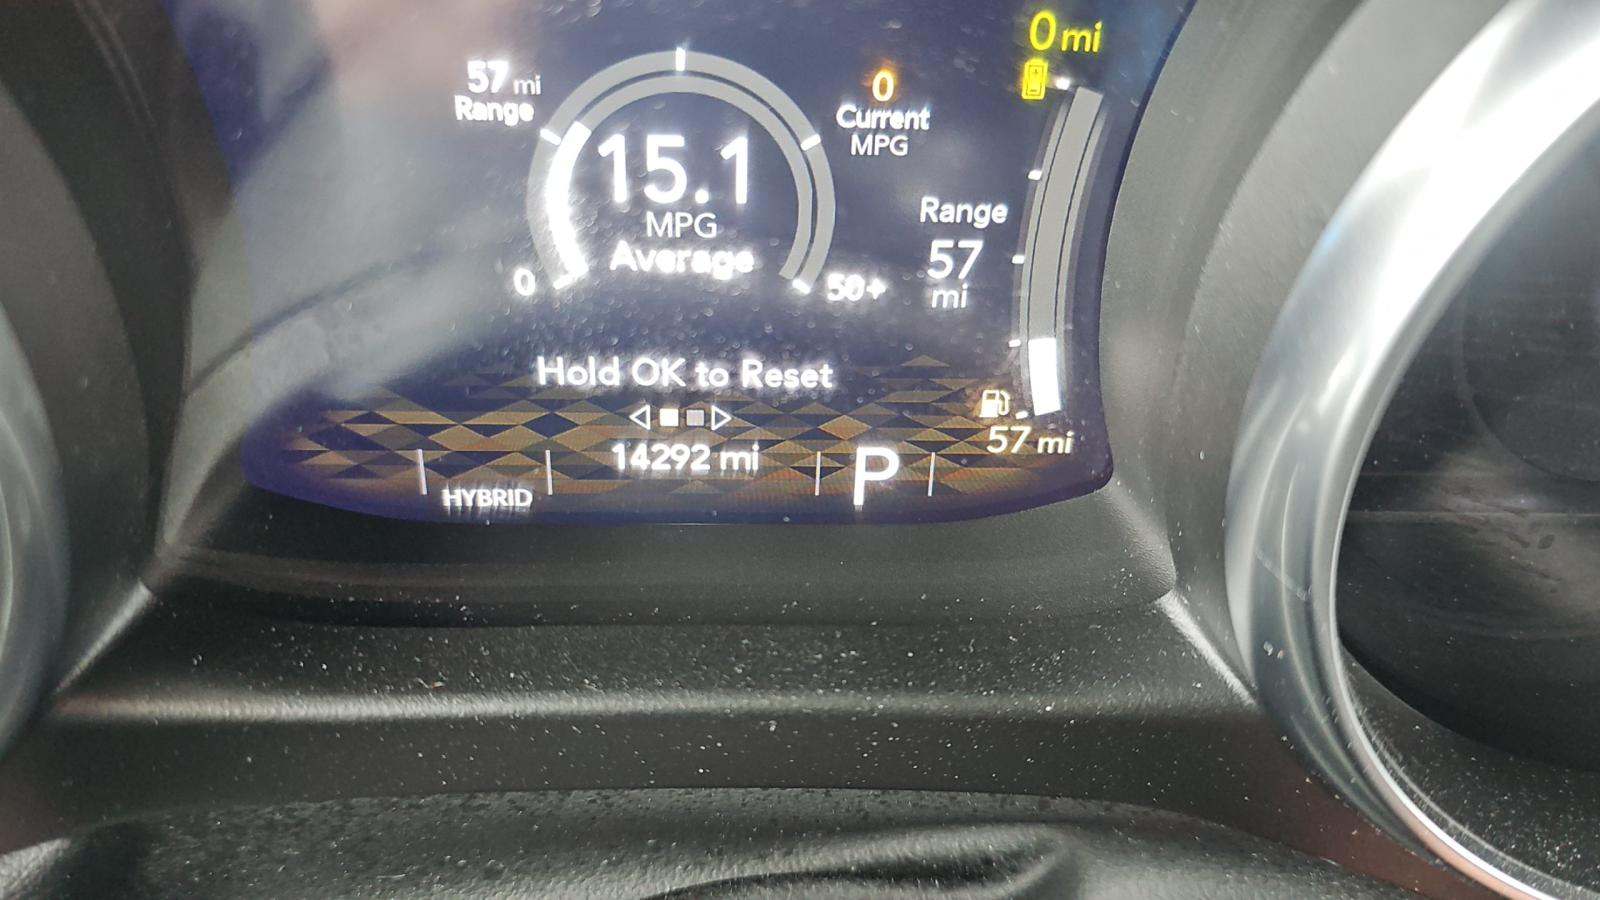 0 mi
57 mi
Range
0
Current
MPG
15.1
MPG
Average
0
50+
Range
57
mi
Hold OK to Reset
14292 mi
57 mi
HYBRID
P